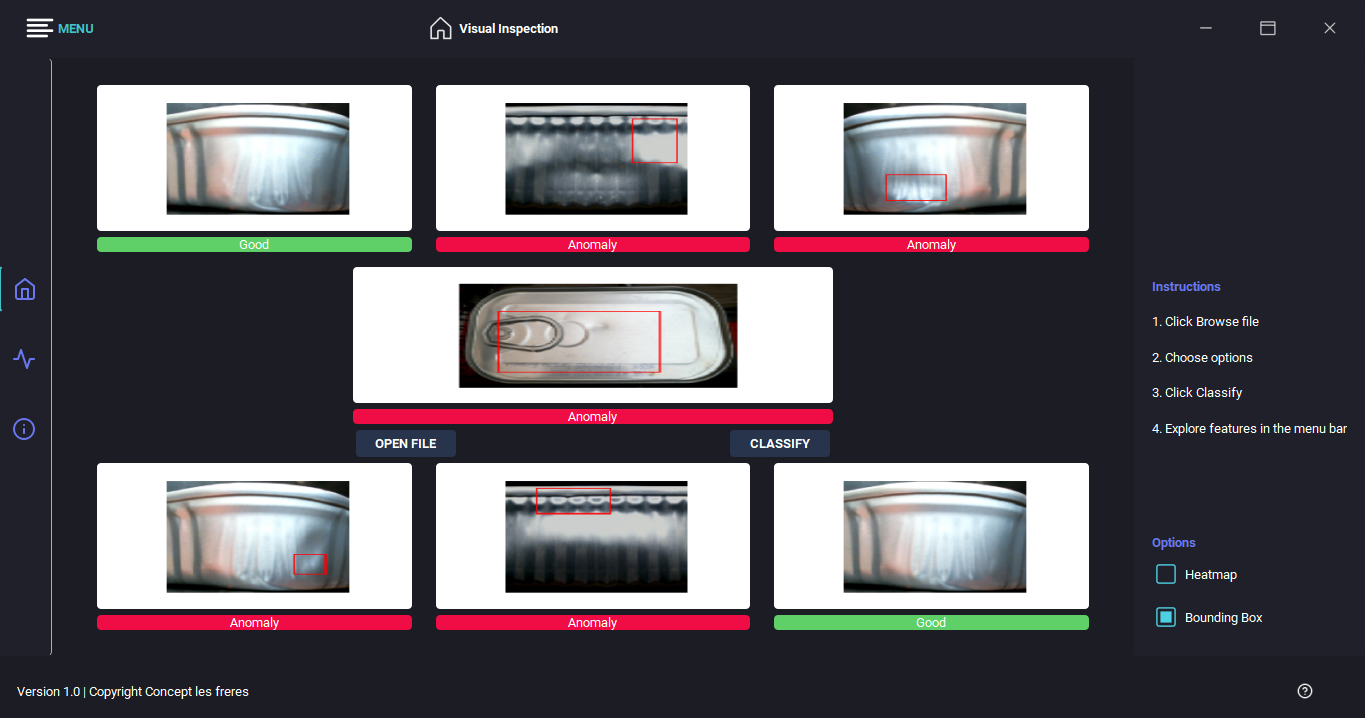 MENU
Visual Inspection
Good
Anomaly
Anomaly
Anomaly
OPEN FILE
CLASSIFY
Anomaly
Anomaly
Good
Instructions
1. Click Browse file
2. Choose options
3. Click Classify
4. Explore features in the menu bar
Options
Heatmap
Bounding Box
Version 1.0 | Copyright Concept les freres